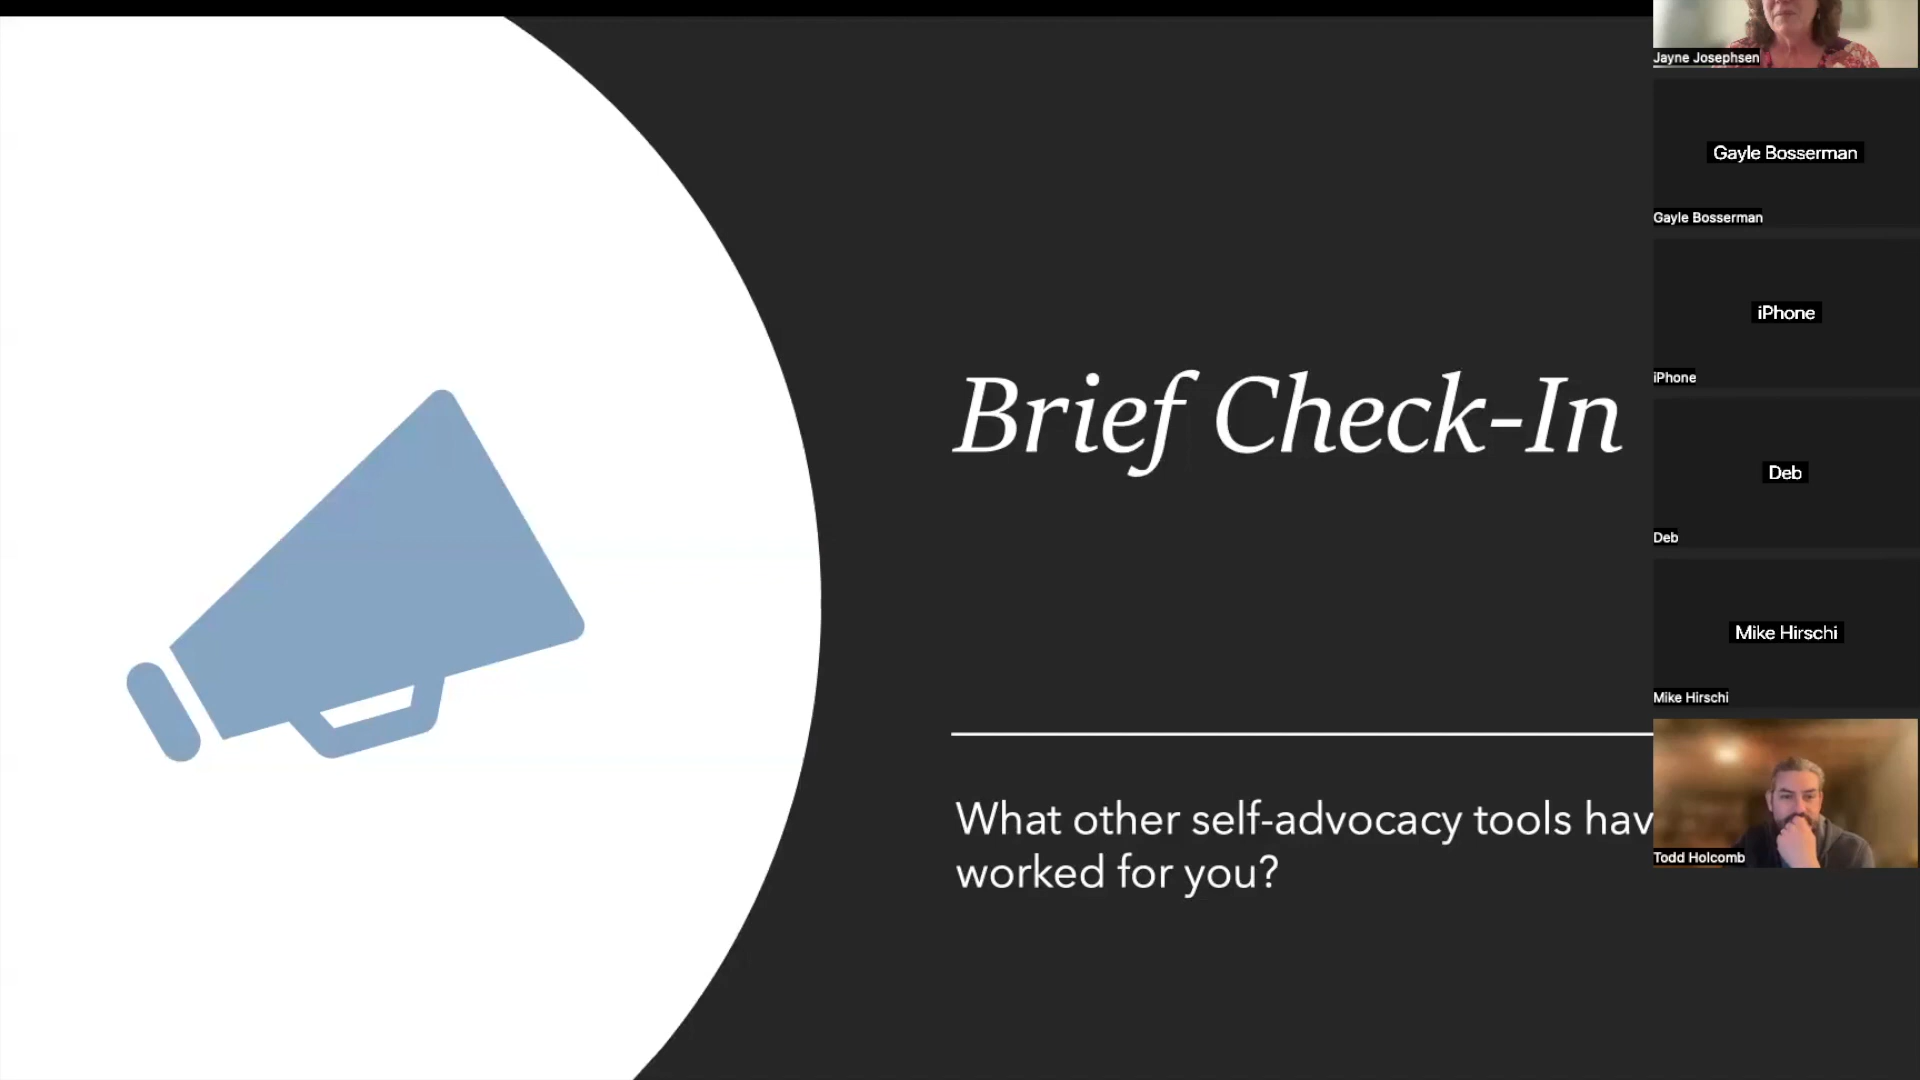 Brief Check-In
What other self-advocacy tools hav
worked for you?
Jayne Josephsen
Gayle Bosserman
Gayle Bosserman
iPhone
iPhone
Deb
Deb
Mike Hirschi
Mike Hirschi
Todd Holcomb